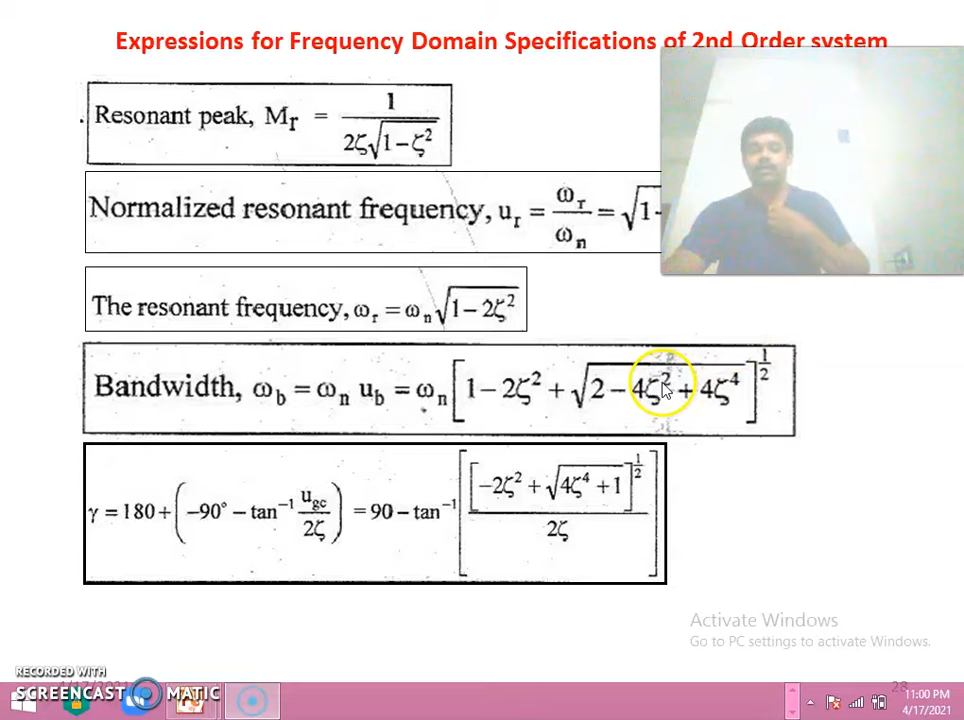 Expressions for Frequency Domain Specifications of 2nd Order system
Resonant peak, Mr = 1 / 2ζ√1 − ζ²
Normalized resonant frequency, ur = ωr / ωn = √1-
The resonant frequency, ωr = ωn √1 − 2ζ²
Bandwidth, ωb = ωn ub = ωn [1 − 2ζ² + √2 − 4ζ² + 4ζ⁴]^1/2
γ = 180 + (−90° − tan⁻¹ ugc / 2ζ) = 90 − tan⁻¹ [[−2ζ² + √4ζ⁴ + 1]^1/2 / 2ζ]
Activate Windows
Go to PC settings to activate Windows.
RECORDED WITH
4/17/2021
28
SCREENCAST MATIC
11:00 PM
4/17/2021